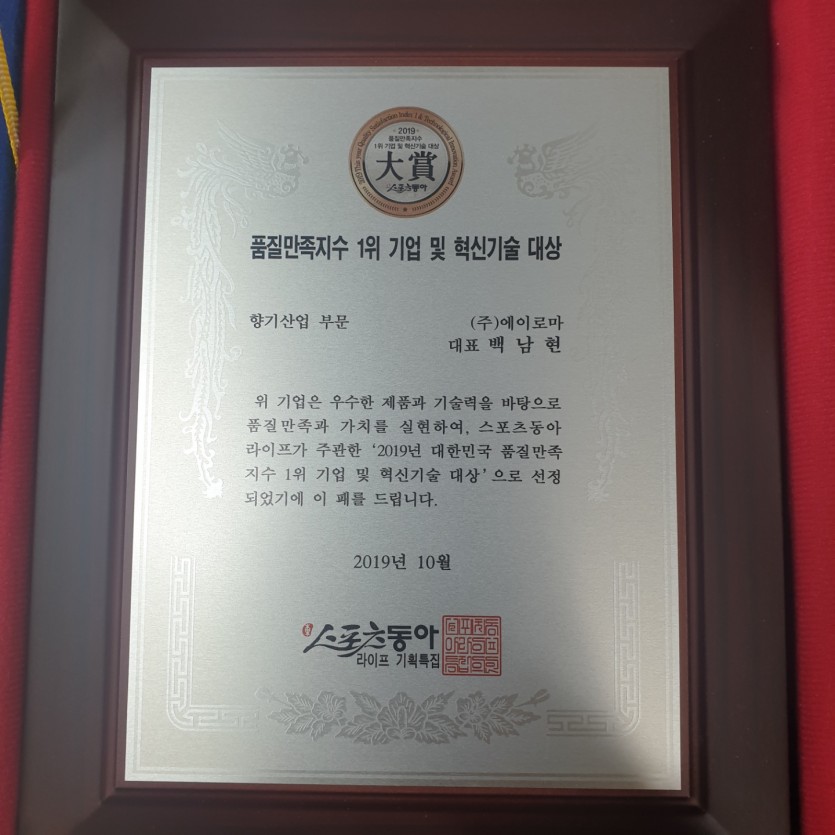 2019
품질만족지수
1위 기업 및 혁신기술 대상
大賞
스포츠동아
품질만족지수 1위 기업 및 혁신기술 대상
향기산업 부문 (주)에이로마
대표 백 남 현
위 기업은 우수한 제품과 기술력을 바탕으로
품질만족과 가치를 실현하여, 스포츠동아
라이프가 주관한 '2019년 대한민국 품질만족
지수 1위 기업 및 혁신기술 대상'으로 선정
되었기에 이 패를 드립니다.
2019년 10월
스포츠동아
라이프 기획특집